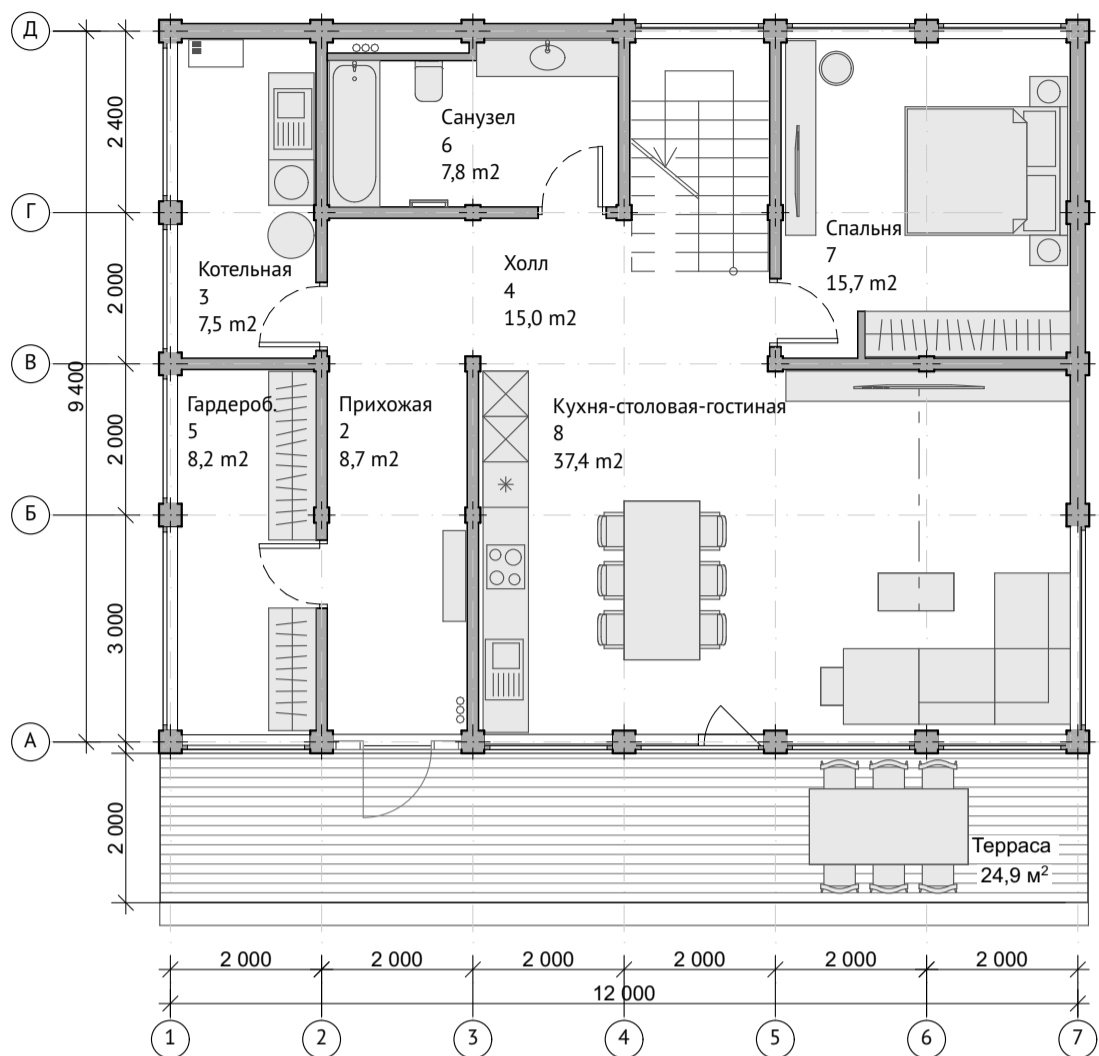 Д
Г
В
Б
А
2 400
2 000
9 400
2 000
3 000
2 000
Санузел
6
7,8 m2
Спальня
7
15,7 m2
Котельная
3
7,5 m2
Холл
4
15,0 m2
Гардероб.
5
8,2 m2
Прихожая
2
8,7 m2
Кухня-столовая-гостиная
8
37,4 m2
Терраса
24,9 м²
2 000 2 000 2 000 2 000 2 000 2 000
12 000
1 2 3 4 5 6 7